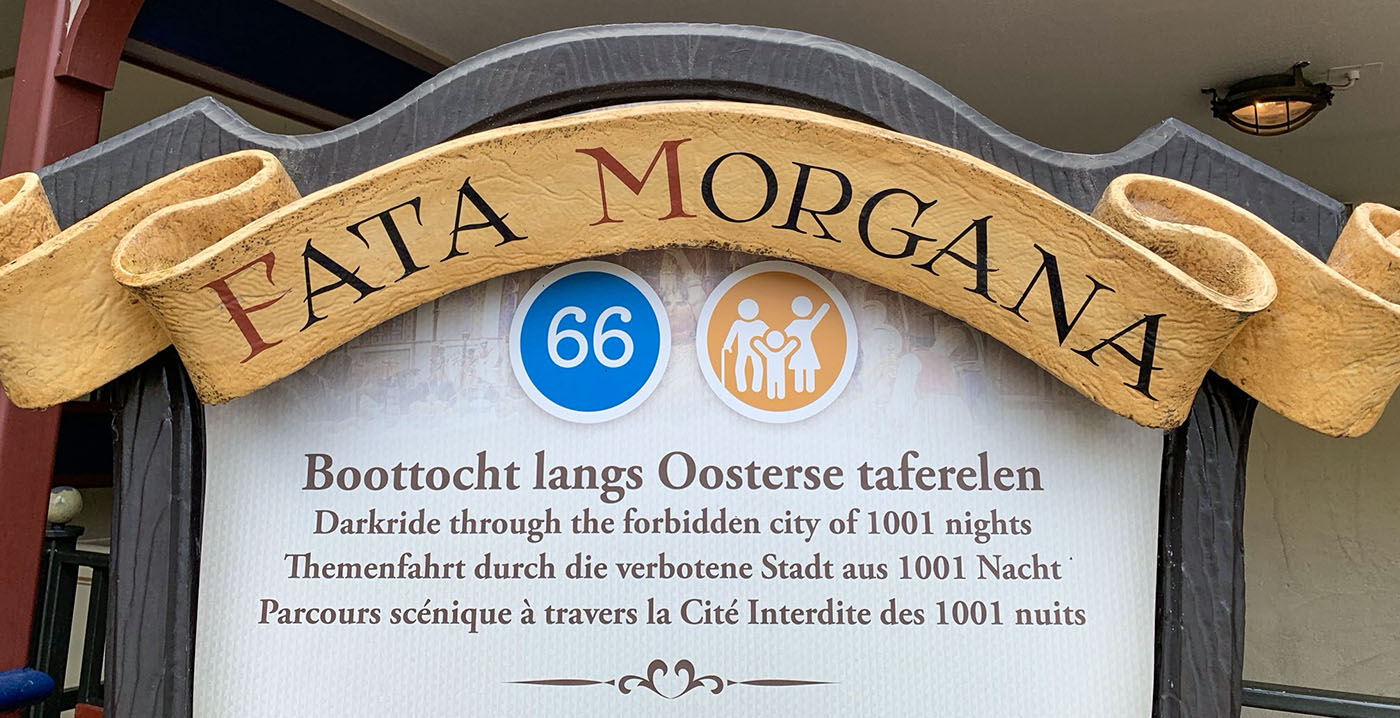 FATA MORGANA
66
Boottocht langs Oosterse taferelen
Darkride through the forbidden city of 1001 nights
Themenfahrt durch die verbotene Stadt aus 1001 Nacht
Parcours scénique à travers la Cité Interdite des 1001 nuits